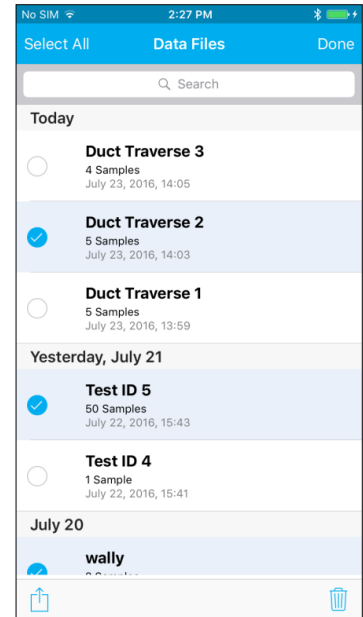 No SIM 2:27 PM
Select All Data Files Done
Search
Today
Duct Traverse 3
4 Samples
July 23, 2016, 14:05
Duct Traverse 2
5 Samples
July 23, 2016, 14:03
Duct Traverse 1
5 Samples
July 23, 2016, 13:59
Yesterday, July 21
Test ID 5
50 Samples
July 22, 2016, 15:43
Test ID 4
1 Sample
July 22, 2016, 15:41
July 20
wally